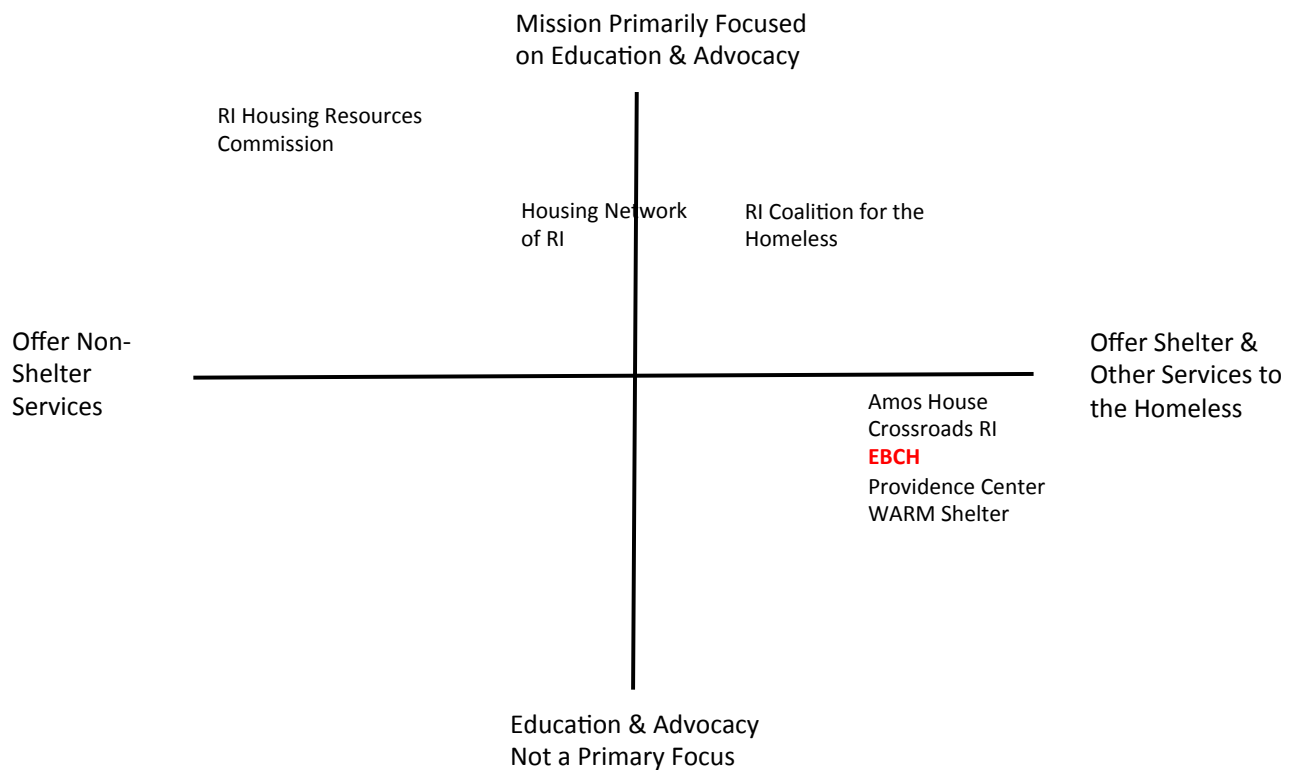 Mission Primarily Focused
on Education & Advocacy
RI Housing Resources
Commission
Housing Network
of RI
RI Coalition for the
Homeless
Offer Non-
Shelter
Services
Offer Shelter &
Other Services to
the Homeless
Amos House
Crossroads RI
EBCH
Providence Center
WARM Shelter
Education & Advocacy
Not a Primary Focus